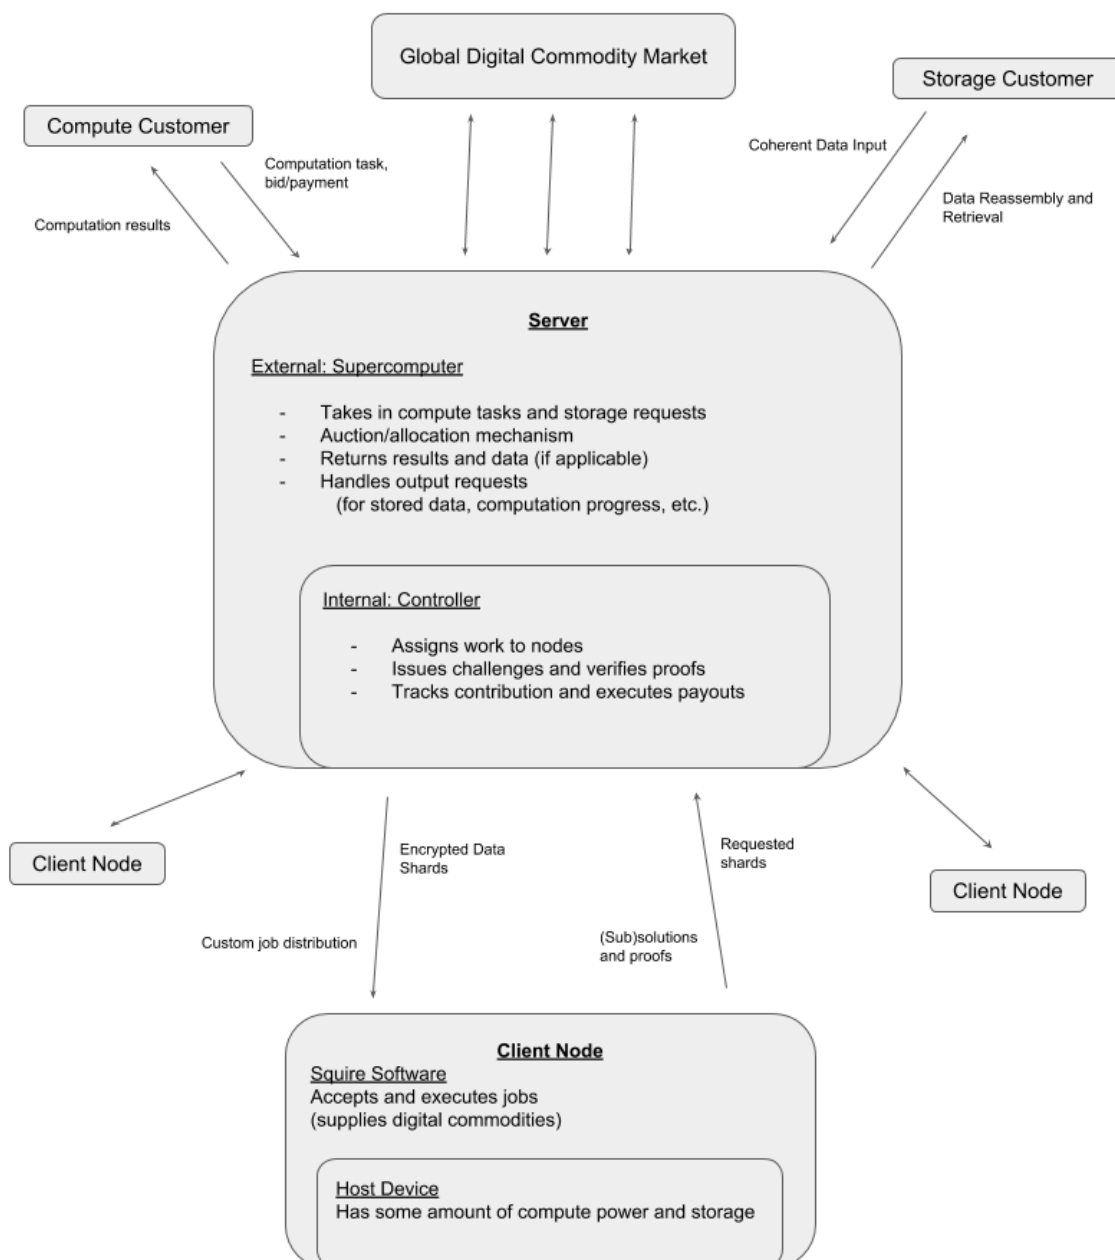 Global Digital Commodity Market
Storage Customer
Compute Customer
Computation task,
bid/payment
Computation results
Coherent Data Input
Data Reassembly and
Retrieval
Server
External: Supercomputer
- Takes in compute tasks and storage requests
- Auction/allocation mechanism
- Returns results and data (if applicable)
- Handles output requests
(for stored data, computation progress, etc.)
Internal: Controller
- Assigns work to nodes
- Issues challenges and verifies proofs
- Tracks contribution and executes payouts
Client Node
Encrypted Data
Shards
Requested
shards
Client Node
Custom job distribution
(Sub)solutions
and proofs
Client Node
Squire Software
Accepts and executes jobs
(supplies digital commodities)
Host Device
Has some amount of compute power and storage